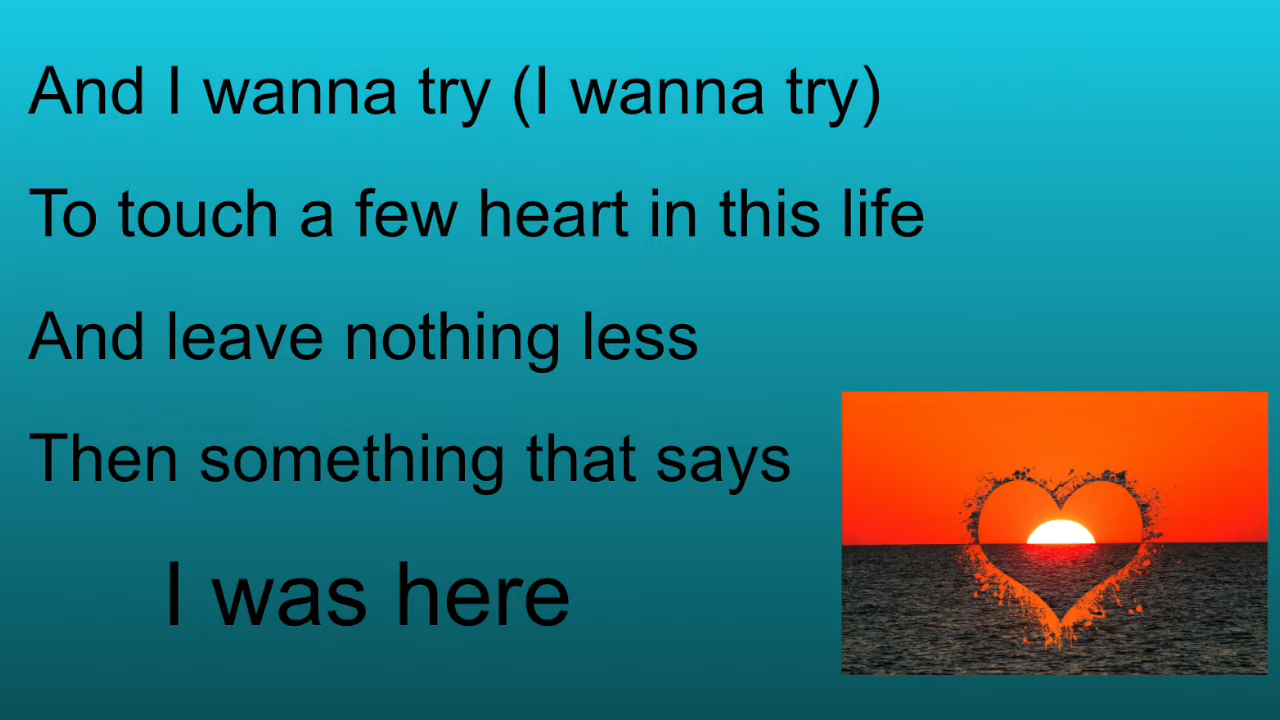 And I wanna try (I wanna try)
To touch a few heart in this life
And leave nothing less
Then something that says
I was here